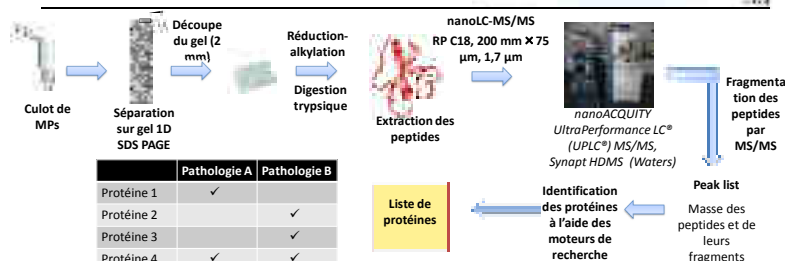 Culot de
MPs
Séparation
sur gel 1D
SDS PAGE
Découpe
du gel (2
mm)
Réduction-
alkylation
Digestion
trypsique
Extraction des
peptides
nanoLC-MS/MS
RP C18, 200 mm × 75
µm, 1,7 µm
nanoACQUITY
UltraPerformance LC®
(UPLC®) MS/MS,
Synapt HDMS (Waters)
Fragmenta
tion des
peptides
par
MS/MS
Peak list
Masse des
peptides et de
leurs
fragments
Identification
des protéines
à l'aide des
moteurs de
recherche
Liste de
protéines
Pathologie A Pathologie B
Protéine 1 ✓
Protéine 2 ✓
Protéine 3 ✓
Protéine 4 ✓ ✓